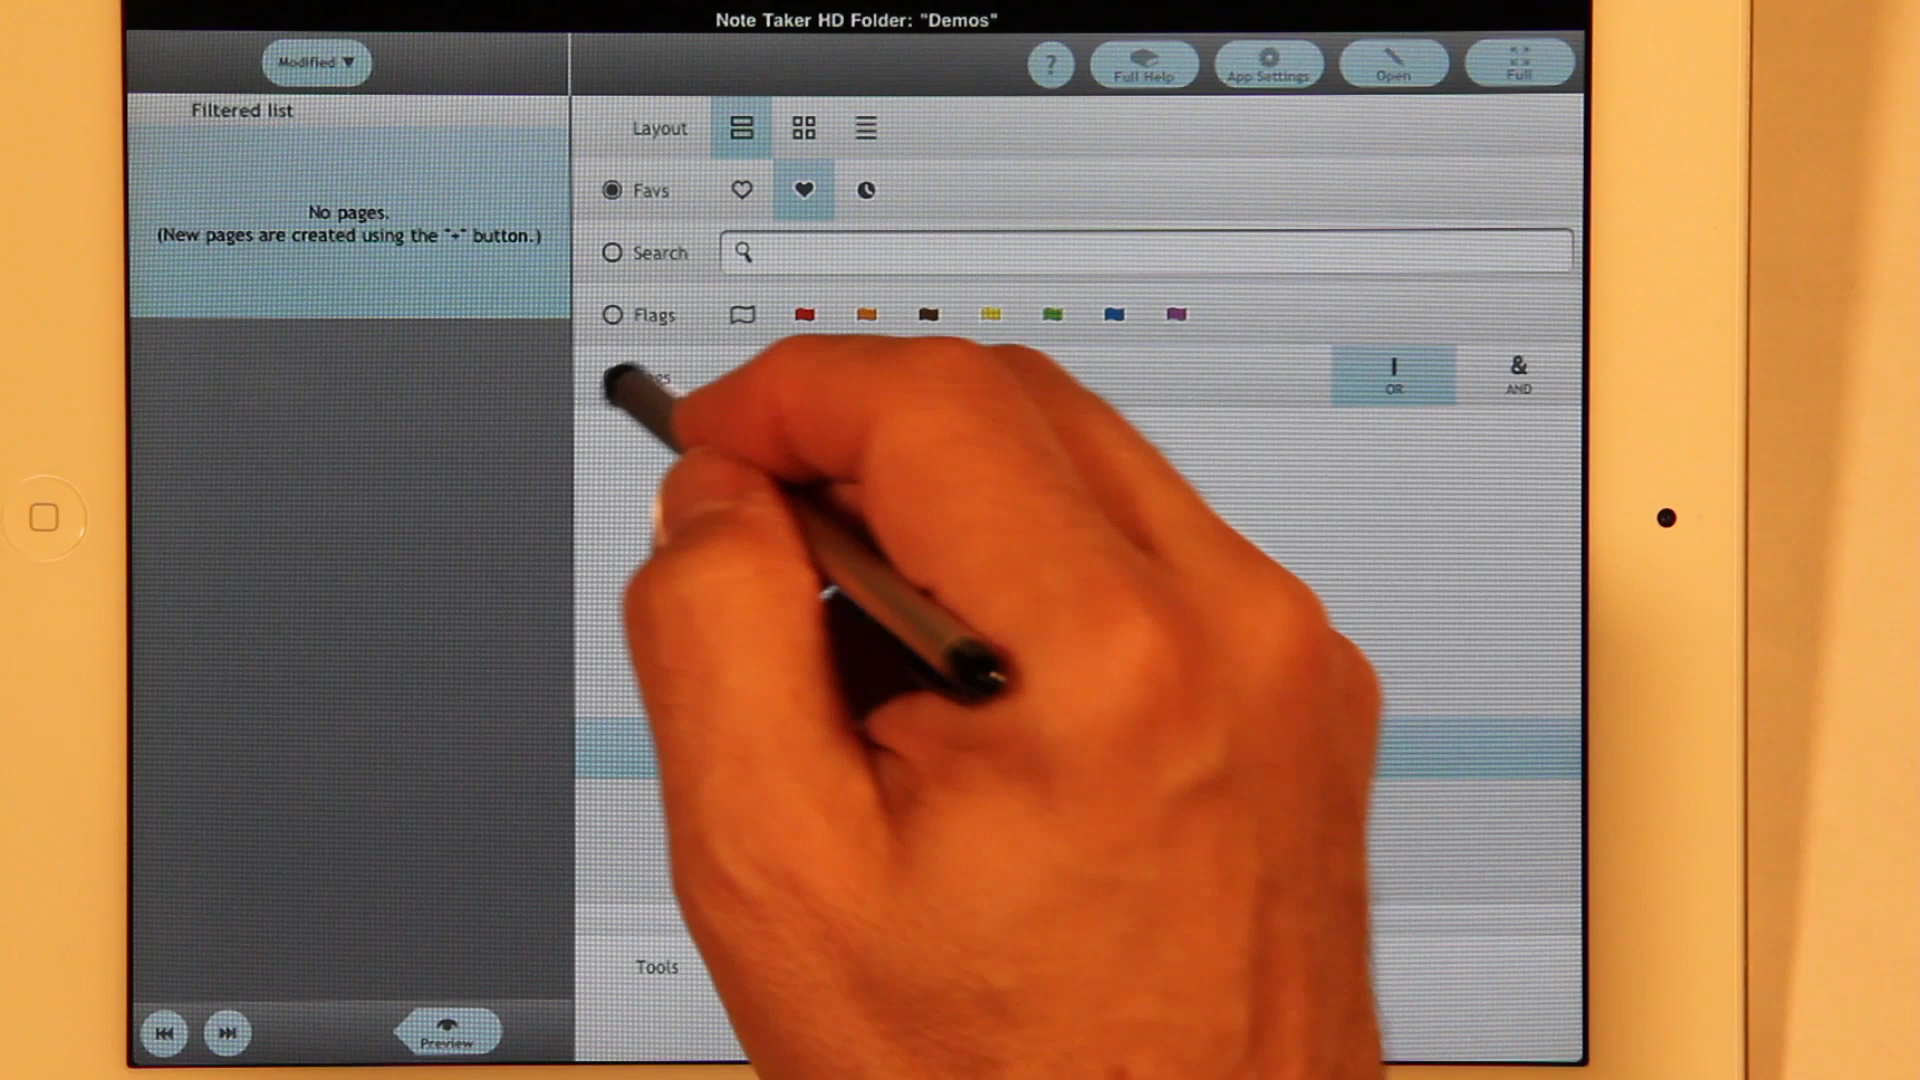 Note Taker HD Folder: "Demos"
Modified ▼
? Full Help App Settings Open Full
Filtered list
Layout
No pages.
(New pages are created using the "+" button.)
Favs
Search
Flags
| &
OR AND
Tools
Preview